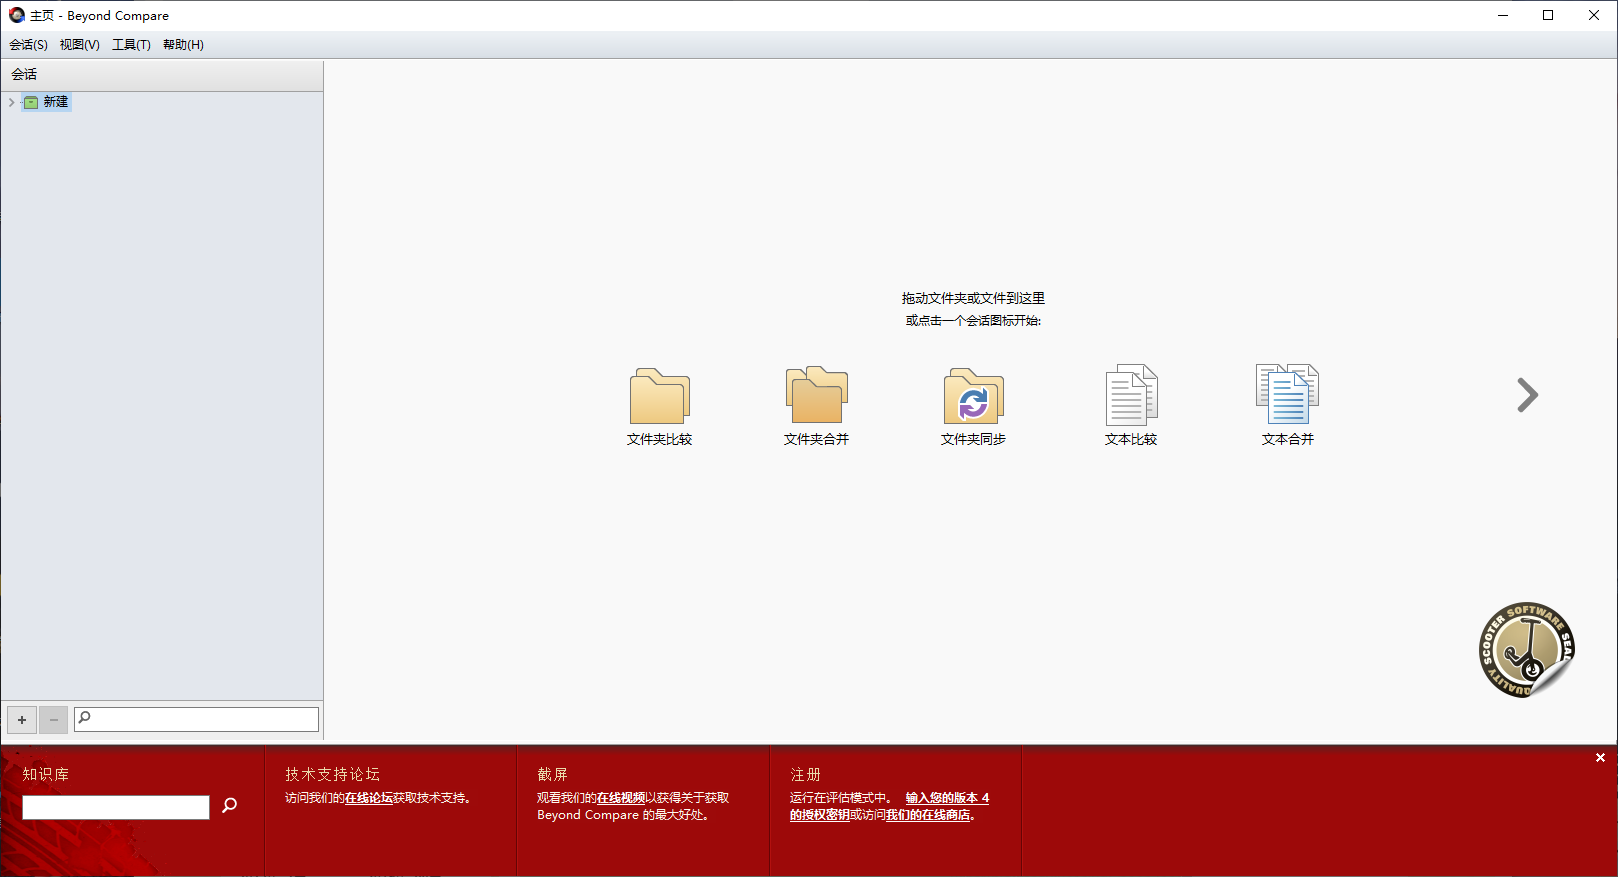 主页 - Beyond Compare
会话(S) 视图(V) 工具(T) 帮助(H)
会话
新建
拖动文件夹或文件到这里
或点击一个会话图标开始:
文件夹比较
文件夹合并
文件夹同步
文本比较
文本合并
SCOOTER SOFTWARE SEAL
QUALITY
知识库
技术支持论坛
访问我们的在线论坛获取技术支持。
截屏
观看我们的在线视频以获得关于获取
Beyond Compare 的最大好处。
注册
运行在评估模式中。 输入您的版本 4
的授权密钥或访问我们的在线商店。